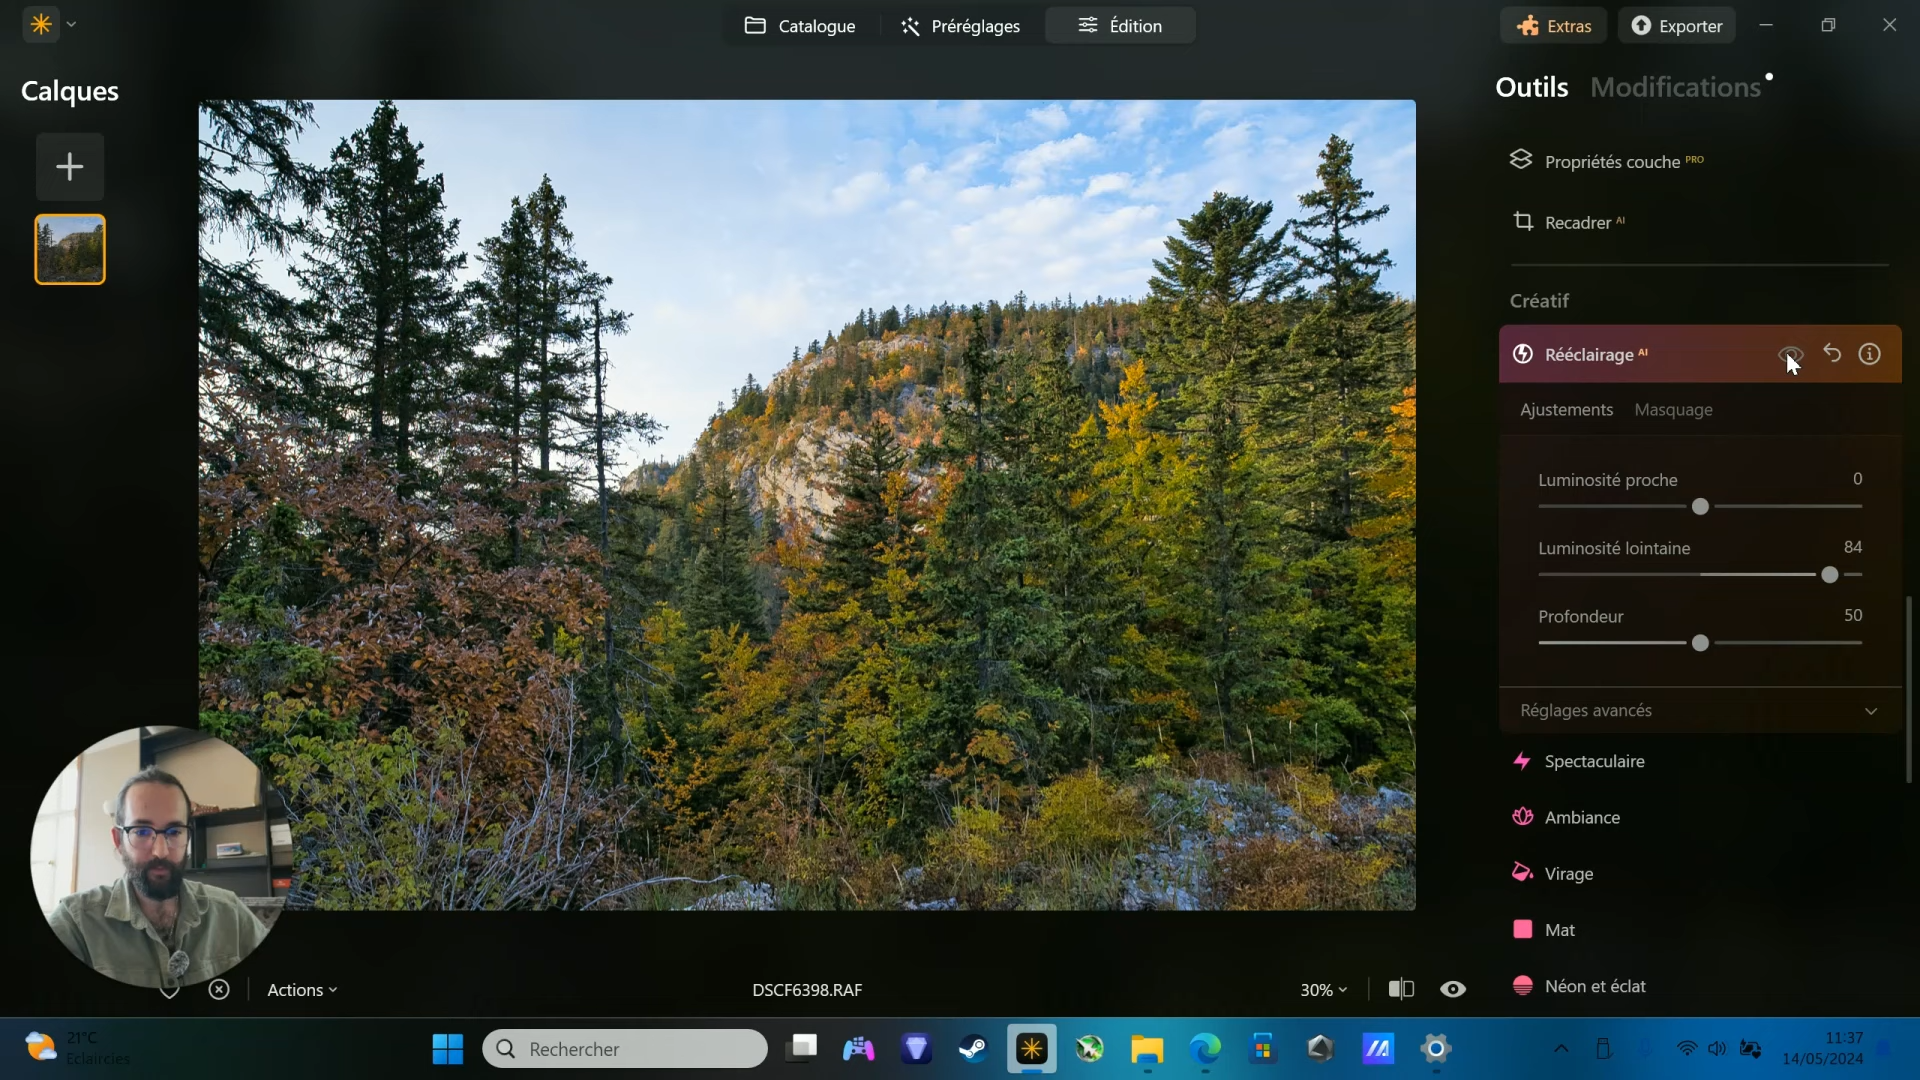 Catalogue
Préréglages
Édition
Extras
Exporter
Calques
Outils Modifications
Propriétés couche PRO
Recadrer AI
Créatif
Rééclairage AI
Ajustements Masquage
Luminosité proche 0
Luminosité lointaine 84
Profondeur 50
Réglages avancés
Spectaculaire
Ambiance
Virage
Mat
Néon et éclat
Actions
DSCF6398.RAF
30%
21°C
Eclaircies
Rechercher
11:37
14/05/2024